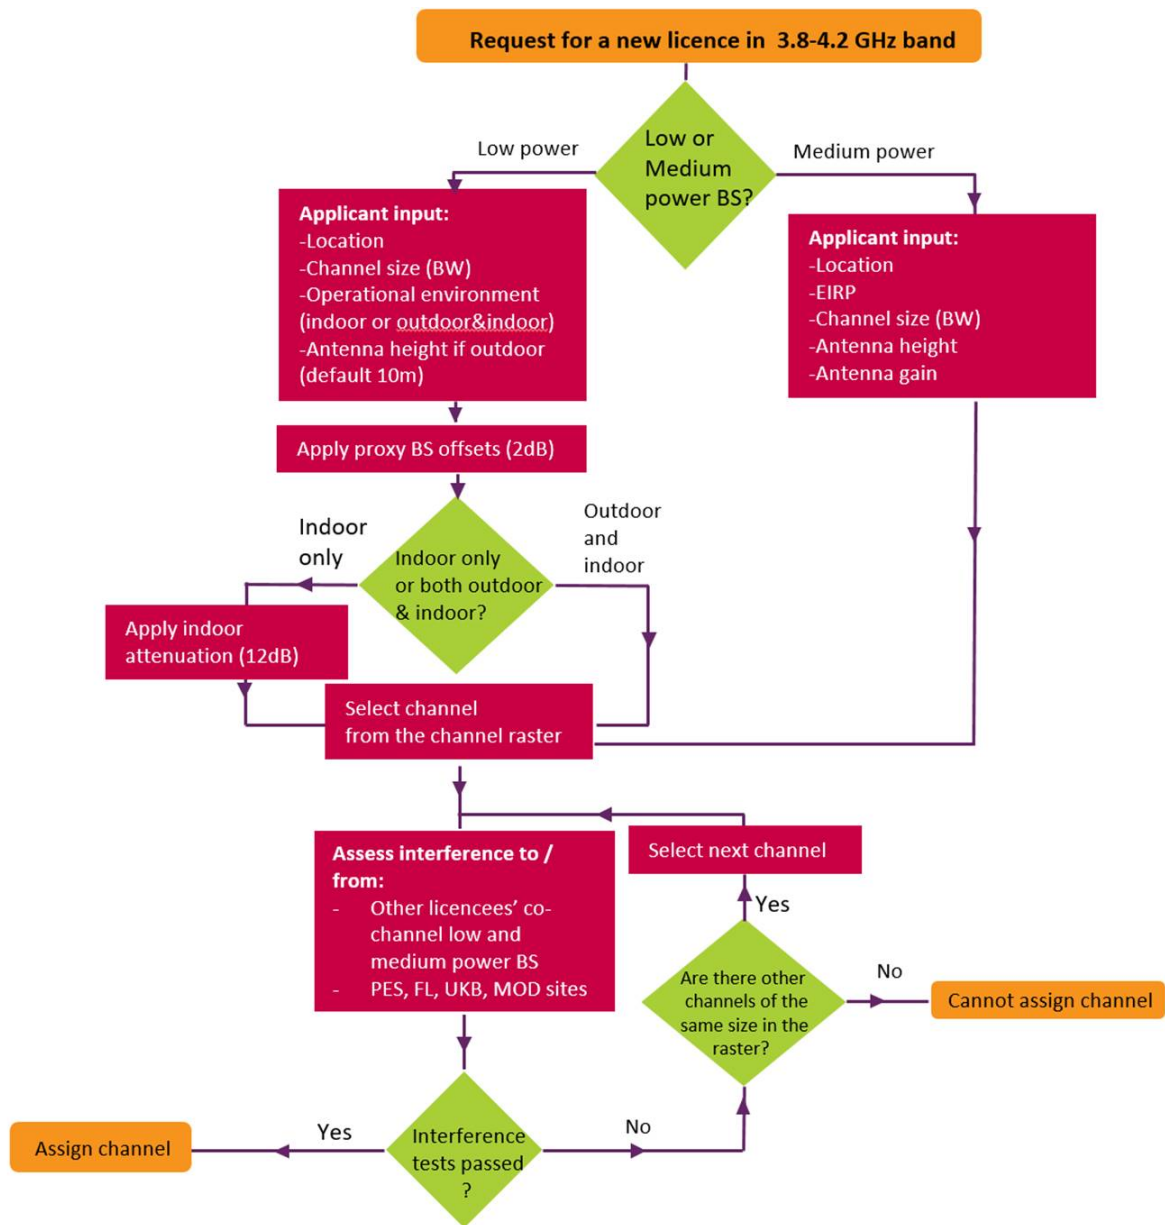 Request for a new licence in 3.8-4.2 GHz band
Low or
Medium
power BS?
Low power
Medium power
Applicant input:
-Location
-Channel size (BW)
-Operational environment
(indoor or outdoor&indoor)
-Antenna height if outdoor
(default 10m)
Applicant input:
-Location
-EIRP
-Channel size (BW)
-Antenna height
-Antenna gain
Apply proxy BS offsets (2dB)
Indoor only
or both outdoor
& indoor?
Indoor
only
Outdoor
and
indoor
Apply indoor
attenuation (12dB)
Select channel
from the channel raster
Assess interference to /
from:
- Other licencees’ co-
channel low and
medium power BS
- PES, FL, UKB, MOD sites
Select next channel
Yes
Are there other
channels of the
same size in the
raster?
No
Cannot assign channel
Interference
tests passed
?
Yes
No
Assign channel